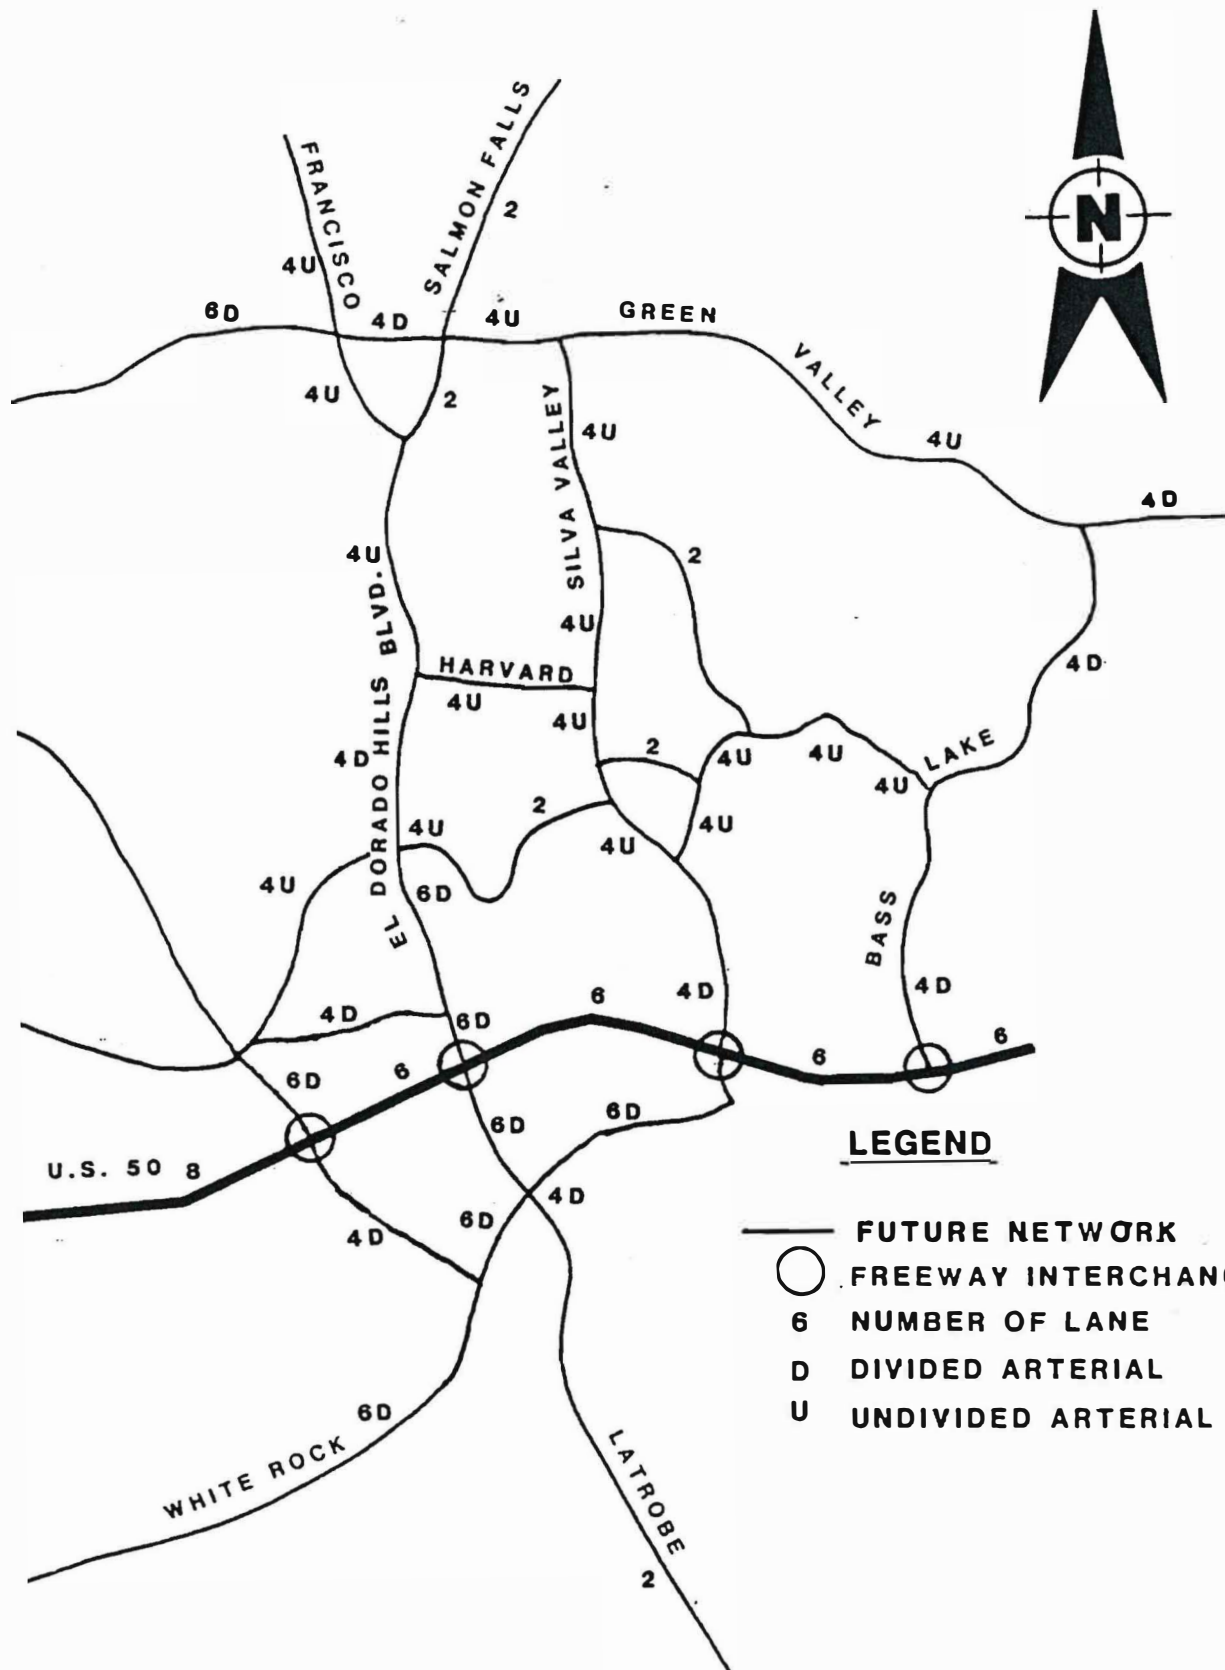 N
FRANCISCO
SALMON FALLS
2
4U
6D
4D
4U
GREEN
VALLEY
4U
2
4U
SILVA VALLEY
4U
4D
4U
EL DORADO HILLS BLVD.
2
4U
HARVARD
4U
4U
4D
4D
2
4U
4U
4U
LAKE
4U
2
4U
4U
4U
6D
BASS
4D
4D
4D
6D
6
6
6
6
6D
6D
6D
U.S. 50 8
4D
6D
4D
6D
WHITE ROCK
LATROBE
2
LEGEND
FUTURE NETWORK
FREEWAY INTERCHANG
6 NUMBER OF LANE
D DIVIDED ARTERIAL
U UNDIVIDED ARTERIAL